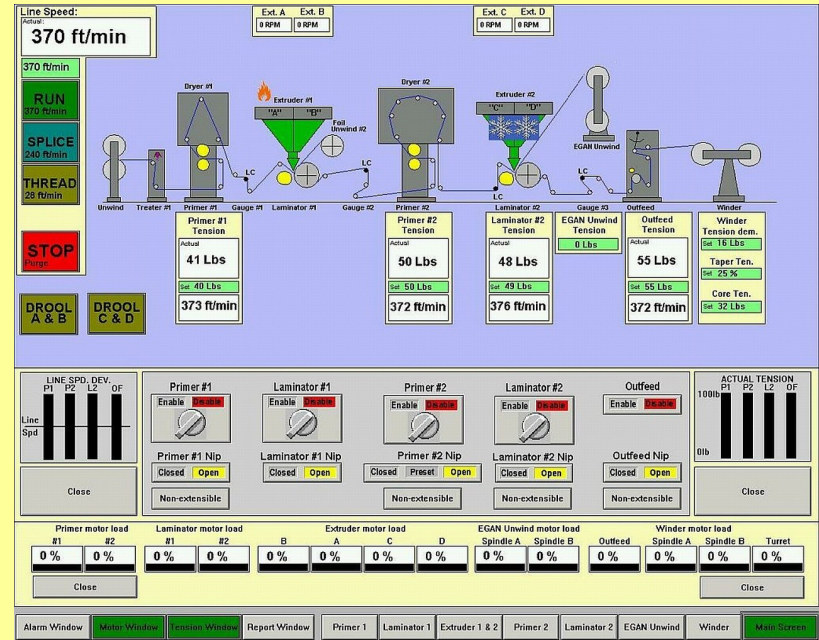 Line Speed:
Actual:
370 ft/min
370 ft/min
RUN
370 ft/min
SPLICE
240 ft/min
THREAD
28 ft/min
STOP
Purge
DROOL
A & B
DROOL
C & D
Ext. A Ext. B
0 RPM 0 RPM
Ext. C Ext. D
0 RPM 0 RPM
Dryer #1
Extruder #1
"A" "B"
Foil
Unwind #2
Dryer #2
Extruder #2
"C" "D"
EGAN Unwind
LC
LC
LC
LC
Unwind Treater #1 Primer #1 Gauge #1 Laminator #1 Gauge #2 Primer #2 Laminator #2 Gauge #3 Outfeed Winder
Primer #1
Tension
Actual
41 Lbs
Set 40 Lbs
373 ft/min
Primer #2
Tension
Actual
50 Lbs
Set 50 Lbs
372 ft/min
Laminator #2
Tension
Actual
48 Lbs
Set 49 Lbs
376 ft/min
EGAN Unwind
Tension
0 Lbs
Outfeed
Tension
Actual
55 Lbs
Set 55 Lbs
372 ft/min
Winder
Tension dem.
Set 16 Lbs
Taper Ten.
Set 25 %
Core Ten.
Set 32 Lbs
LINE SPD. DEV.
P1 P2 L2 OF
Line
Spd
Close
Primer #1
Enable Disable
Primer #1 Nip
Closed Open
Non-extensible
Laminator #1
Enable Disable
Laminator #1 Nip
Closed Open
Primer #2
Enable Disable
Primer #2 Nip
Closed Preset Open
Non-extensible
Laminator #2
Enable Disable
Laminator #2 Nip
Closed Open
Non-extensible
Outfeed
Enable Disable
Outfeed Nip
Closed Open
Non-extensible
ACTUAL TENSION
P1 P2 L2 OF
100lb
0lb
Close
Primer motor load
#1 #2
0 % 0 %
Close
Laminator motor load
#1 #2
0 % 0 %
Extruder motor load
B A C D
0 % 0 % 0 % 0 %
EGAN Unwind motor load
Spindle A Spindle B
0 % 0 %
Winder motor load
Outfeed Spindle A Spindle B Turret
0 % 0 % 0 % 0 %
Close
Alarm Window Motor Window Tension Window Report Window Primer 1 Laminator 1 Extruder 1 & 2 Primer 2 Laminator 2 EGAN Unwind Winder Main Screen